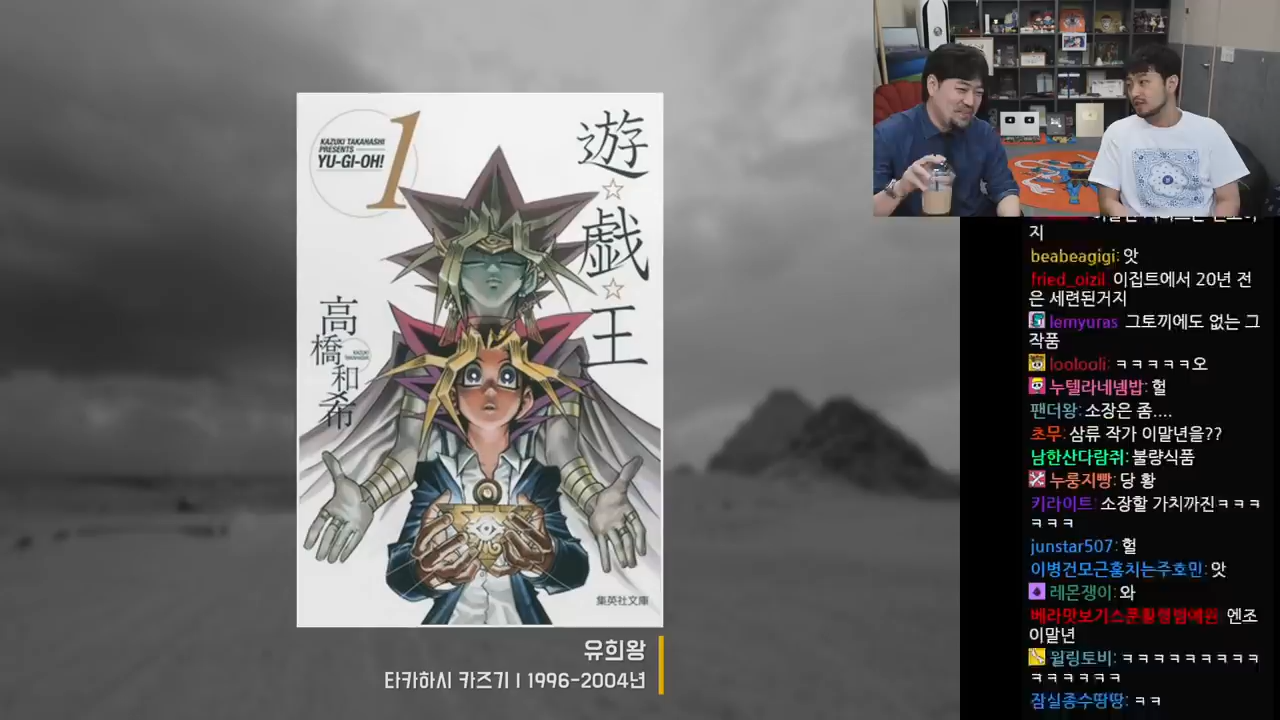 KAZUKI TAKAHASHI
PRESENTS
YU-GI-OH!
1
遊☆戯☆王
高橋和希
KAZUKI
TAKAHASHI
集英社文庫
유희왕
타카하시 카즈키 | 1996-2004년
지
beabeagigi: 앗
fried_oizil 이집트에서 20년 전
은 세련된거지
lemyuras 그토끼에도 없는 그
작품
loolooli: ㅋㅋㅋㅋㅋ오
누텔라네넴밥: 헐
팬더왕: 소장은 좀....
초무: 삼류 작가 이말년을??
남한산다람쥐: 불량식품
누룽지빵: 당 황
키라이트: 소장할 가치까진ㅋㅋㅋ
ㅋㅋㅋ
junstar507: 헐
이병건모근훔치는주호민: 앗
레몬쟁이: 와
엔조
이말년
윌링토비: ㅋㅋㅋㅋㅋㅋㅋㅋㅋ
ㅋㅋㅋㅋㅋㅋ
잠실종수땅땅: ㅋㅋ